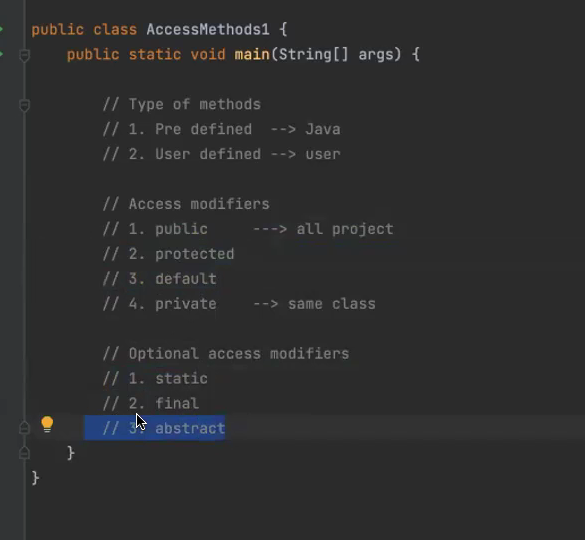 public class AccessMethods1 {
public static void main(String[] args) {
// Type of methods
// 1. Pre defined --> Java
// 2. User defined --> user
// Access modifiers
// 1. public ---> all project
// 2. protected
// 3. default
// 4. private --> same class
// Optional access modifiers
// 1. static
// 2. final
// 3. abstract
}
}